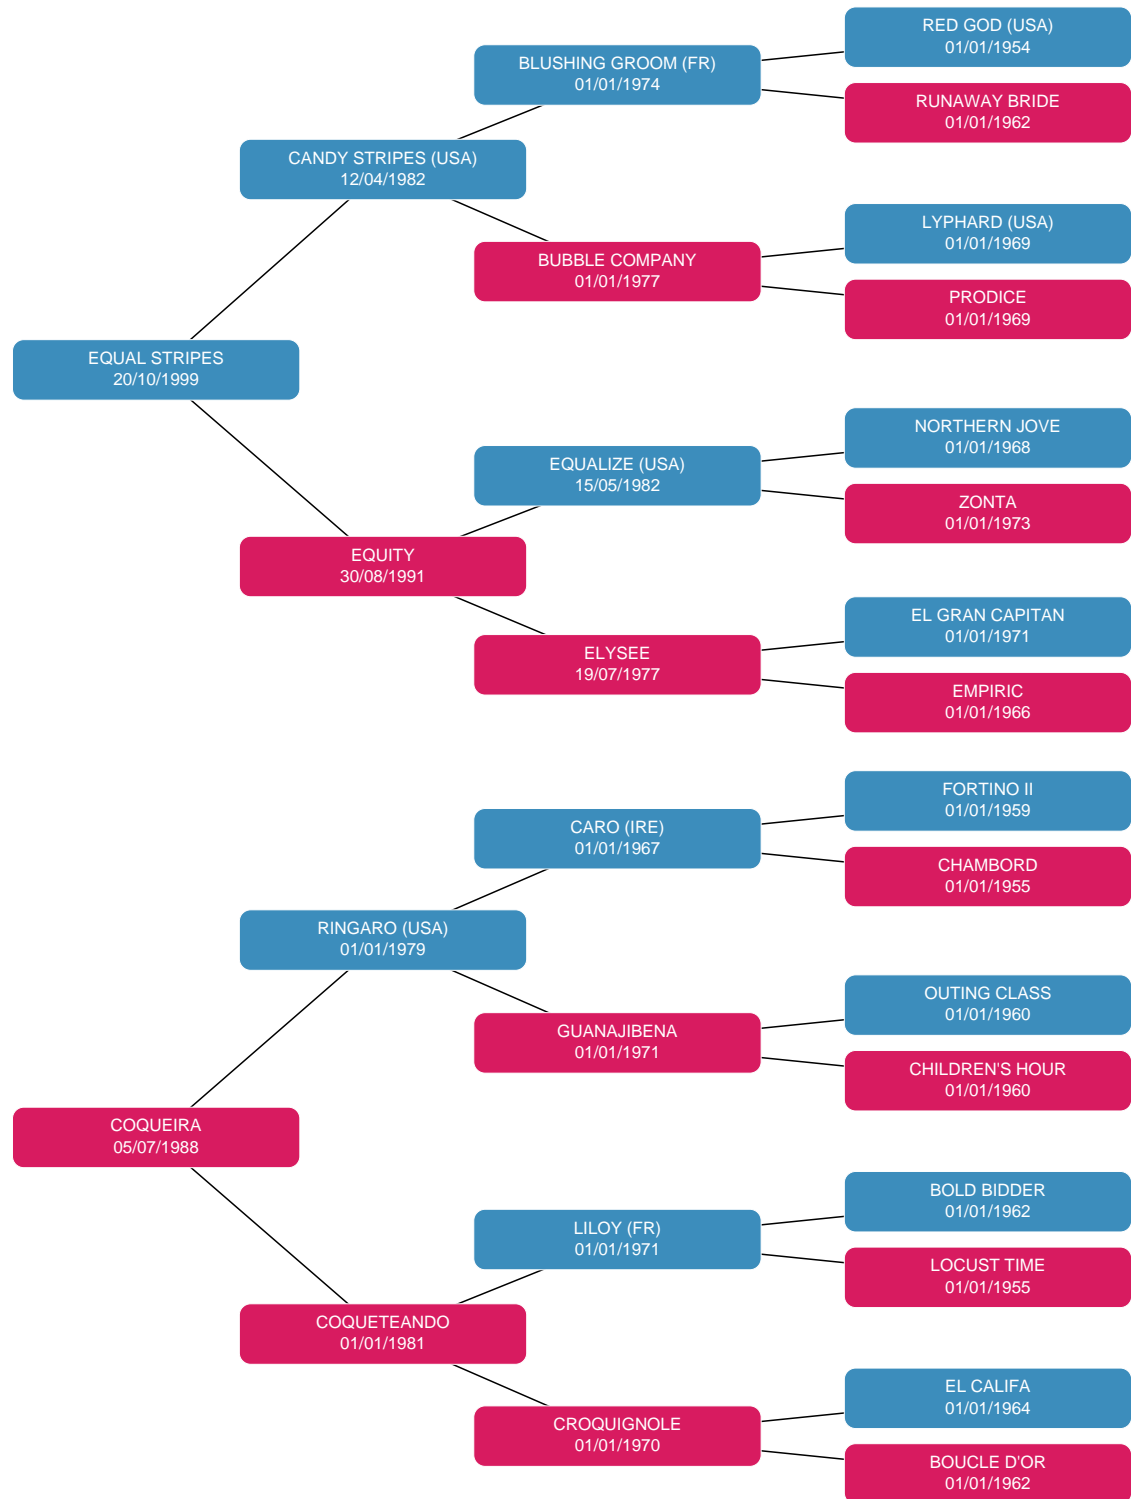 RED GOD (USA)
01/01/1954
BLUSHING GROOM (FR)
01/01/1974
RUNAWAY BRIDE
01/01/1962
CANDY STRIPES (USA)
12/04/1982
LYPHARD (USA)
01/01/1969
BUBBLE COMPANY
01/01/1977
PRODICE
01/01/1969
EQUAL STRIPES
20/10/1999
NORTHERN JOVE
01/01/1968
EQUALIZE (USA)
15/05/1982
ZONTA
01/01/1973
EQUITY
30/08/1991
EL GRAN CAPITAN
01/01/1971
ELYSEE
19/07/1977
EMPIRIC
01/01/1966
FORTINO II
01/01/1959
CARO (IRE)
01/01/1967
CHAMBORD
01/01/1955
RINGARO (USA)
01/01/1979
OUTING CLASS
01/01/1960
GUANAJIBENA
01/01/1971
CHILDREN'S HOUR
01/01/1960
COQUEIRA
05/07/1988
BOLD BIDDER
01/01/1962
LILOY (FR)
01/01/1971
LOCUST TIME
01/01/1955
COQUETEANDO
01/01/1981
EL CALIFA
01/01/1964
CROQUIGNOLE
01/01/1970
BOUCLE D'OR
01/01/1962